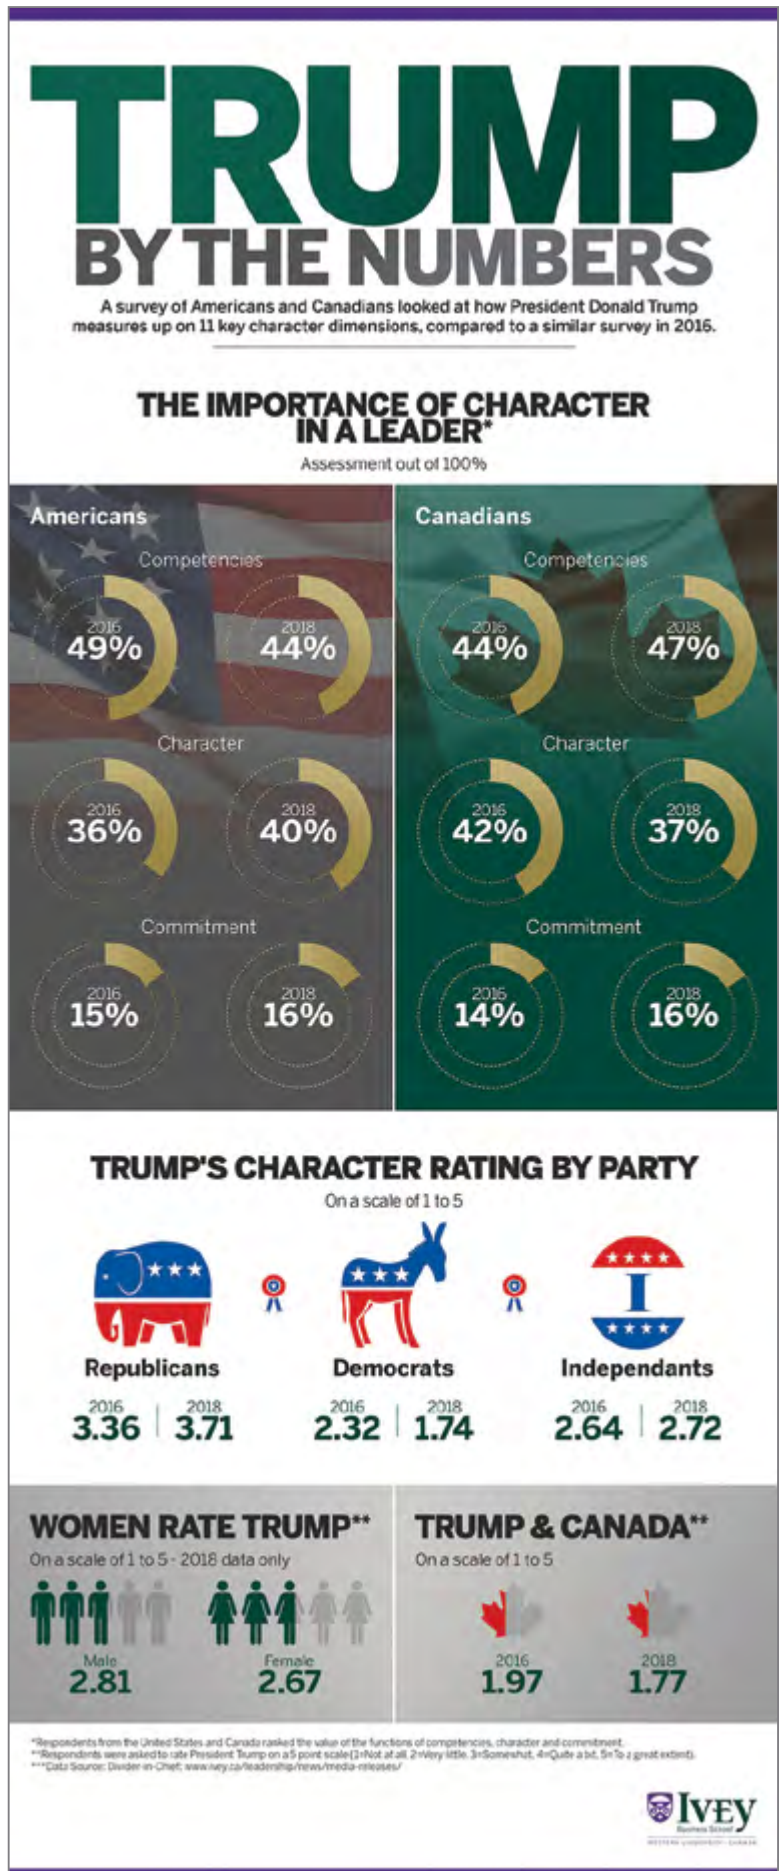 TRUMP
BY THE NUMBERS
A survey of Americans and Canadians looked at how President Donald Trump
measures up on 11 key character dimensions, compared to a similar survey in 2016.
THE IMPORTANCE OF CHARACTER
IN A LEADER*
Assessment out of 100%
Americans
Competencies
2016
49%
2018
44%
Character
2016
36%
2018
40%
Commitment
2016
15%
2018
16%
Canadians
Competencies
2016
44%
2018
47%
Character
2016
42%
2018
37%
Commitment
2016
14%
2018
16%
TRUMP'S CHARACTER RATING BY PARTY
On a scale of 1 to 5
I
Republicans
2016 2018
3.36 3.71
Democrats
2016 2018
2.32 1.74
Independants
2016 2018
2.64 2.72
WOMEN RATE TRUMP**
On a scale of 1 to 5 - 2018 data only
Male
2.81
Female
2.67
TRUMP & CANADA**
On a scale of 1 to 5
2016
1.97
2018
1.77
*Respondents from the United States and Canada ranked the value of the functions of competencies, character and commitment.
**Respondents were asked to rate President Trump on a 5 point scale (1=Not at all, 2=Very little, 3=Somewhat, 4=Quite a bit, 5=To a great extent).
***Data Source: Divider-in-Chief; www.ivey.ca/leadership/news/media-releases/
IVEY
Business School
WESTERN UNIVERSITY · CANADA